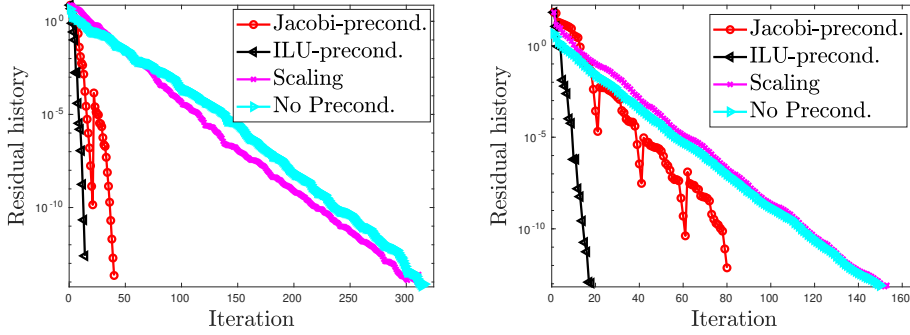 Residual history
10^0
10^-5
10^-10
0
50
100
150
200
250
300
Iteration
Jacobi-precond.
ILU-precond.
Scaling
No Precond.
Residual history
10^0
10^-5
10^-10
0
20
40
60
80
100
120
140
160
Iteration
Jacobi-precond.
ILU-precond.
Scaling
No Precond.